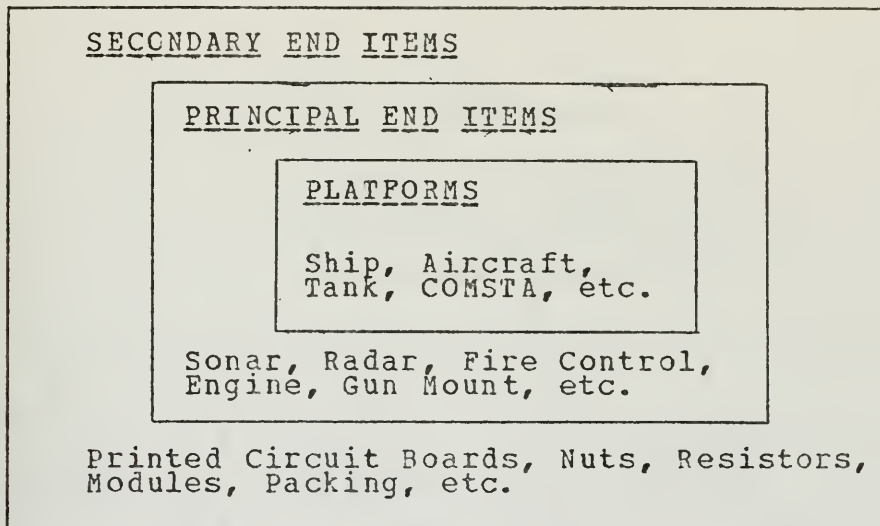 SECONDARY END ITEMS
PRINCIPAL END ITEMS
PLATFORMS
Ship, Aircraft,
Tank, COMSTA, etc.
Sonar, Radar, Fire Control,
Engine, Gun Mount, etc.
Printed Circuit Boards, Nuts, Resistors,
Modules, Packing, etc.